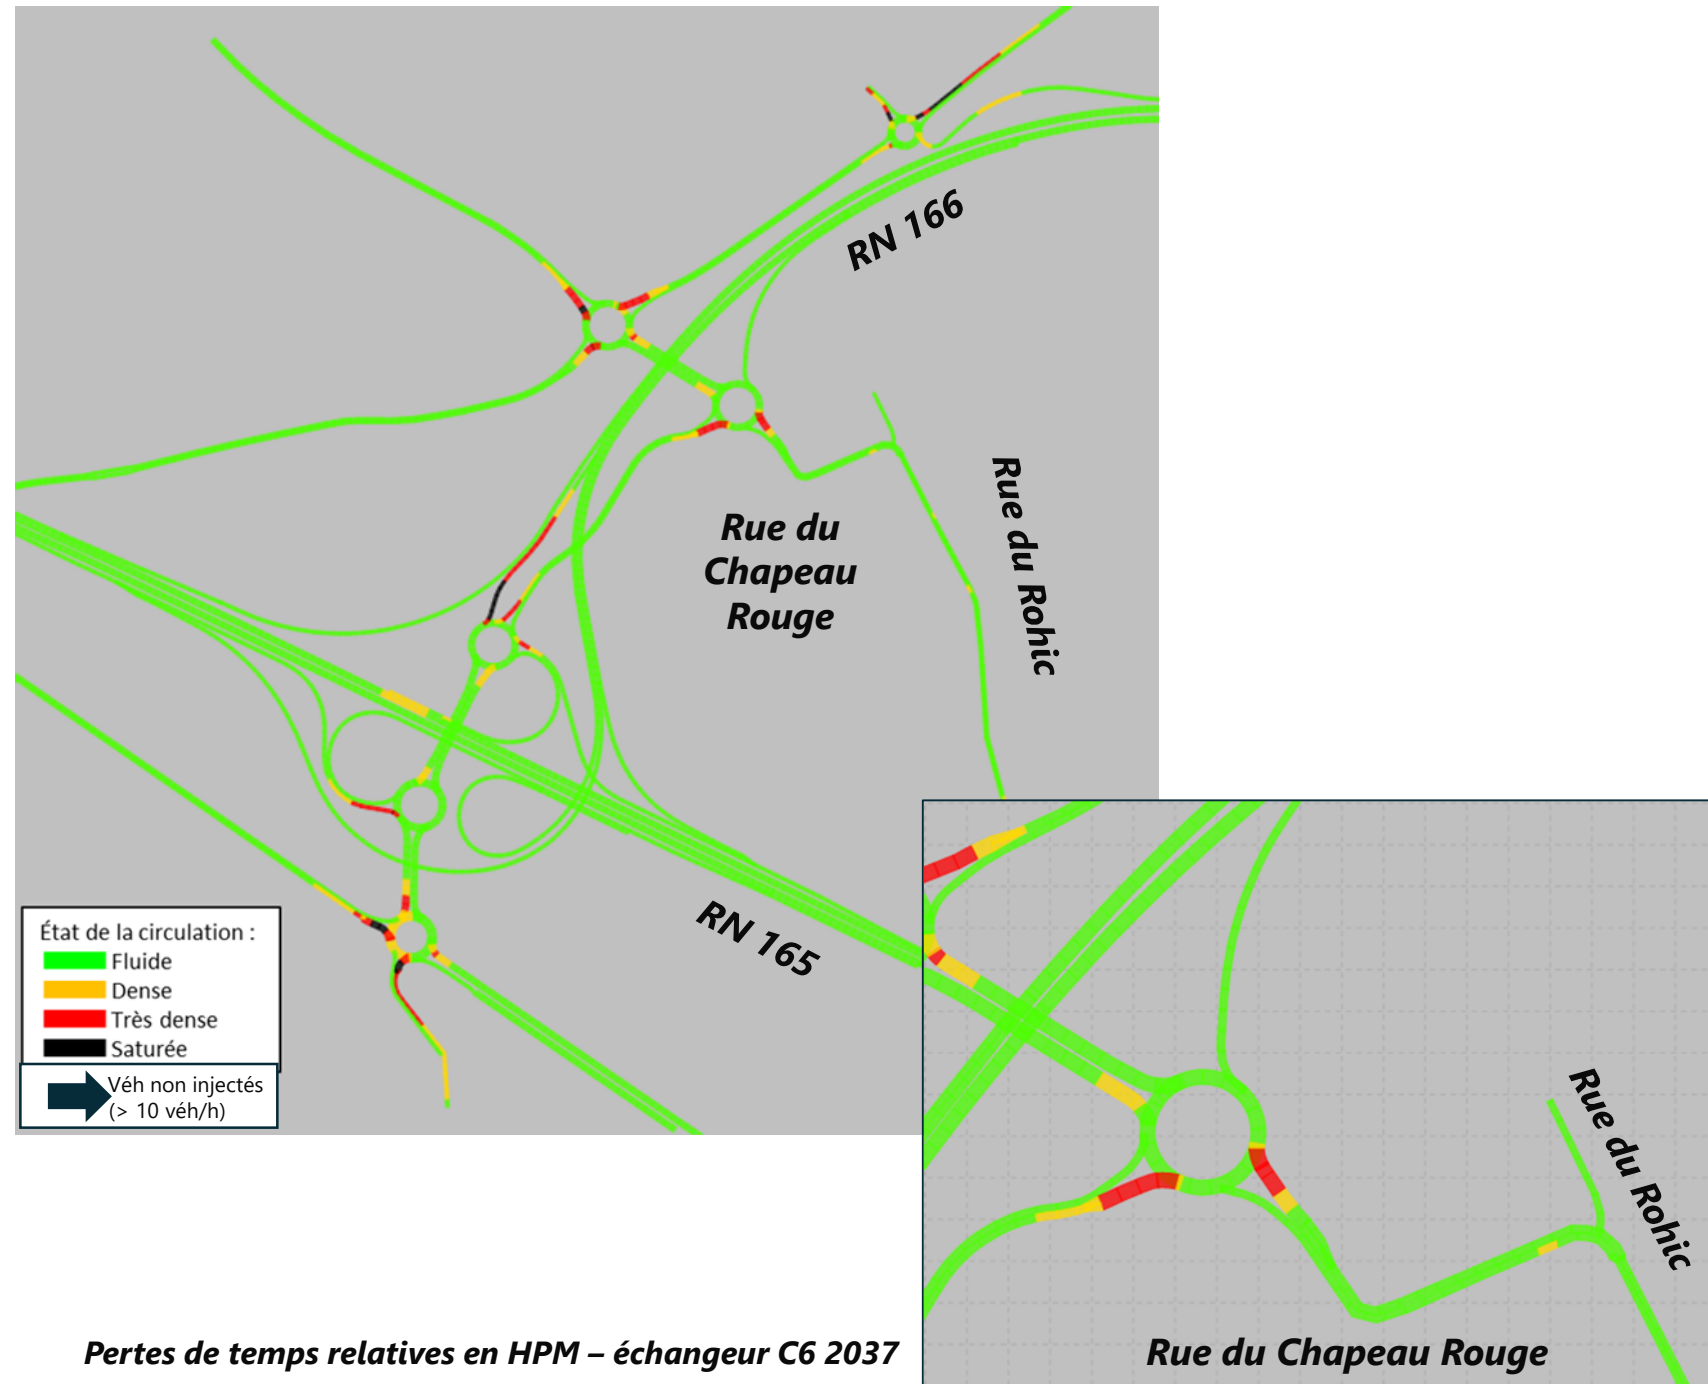 RN 166
Rue du
Chapeau
Rouge
Rue du Rohic
RN 165
État de la circulation :
Fluide
Dense
Très dense
Saturée
Véh non injectés
(> 10 véh/h)
Rue du Rohic
Rue du Chapeau Rouge
Pertes de temps relatives en HPM – échangeur C6 2037